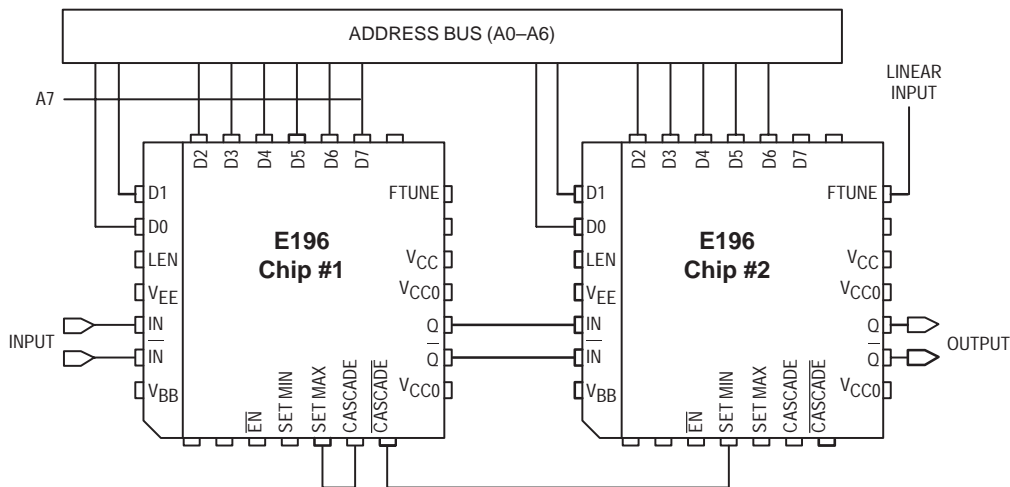 ADDRESS BUS (A0–A6)
A7
LINEAR
INPUT
D2 D3 D4 D5 D6 D7
D2 D3 D4 D5 D6 D7
D1 FTUNE
D1 FTUNE
D0
D0
E196
Chip #1
E196
Chip #2
LEN VCC
LEN VCC
VEE VCC0
VEE VCC0
INPUT
IN Q
IN Q
IN Q
IN Q
OUTPUT
VBB VCC0
VBB VCC0
EN SET MIN SET MAX CASCADE CASCADE
EN SET MIN SET MAX CASCADE CASCADE